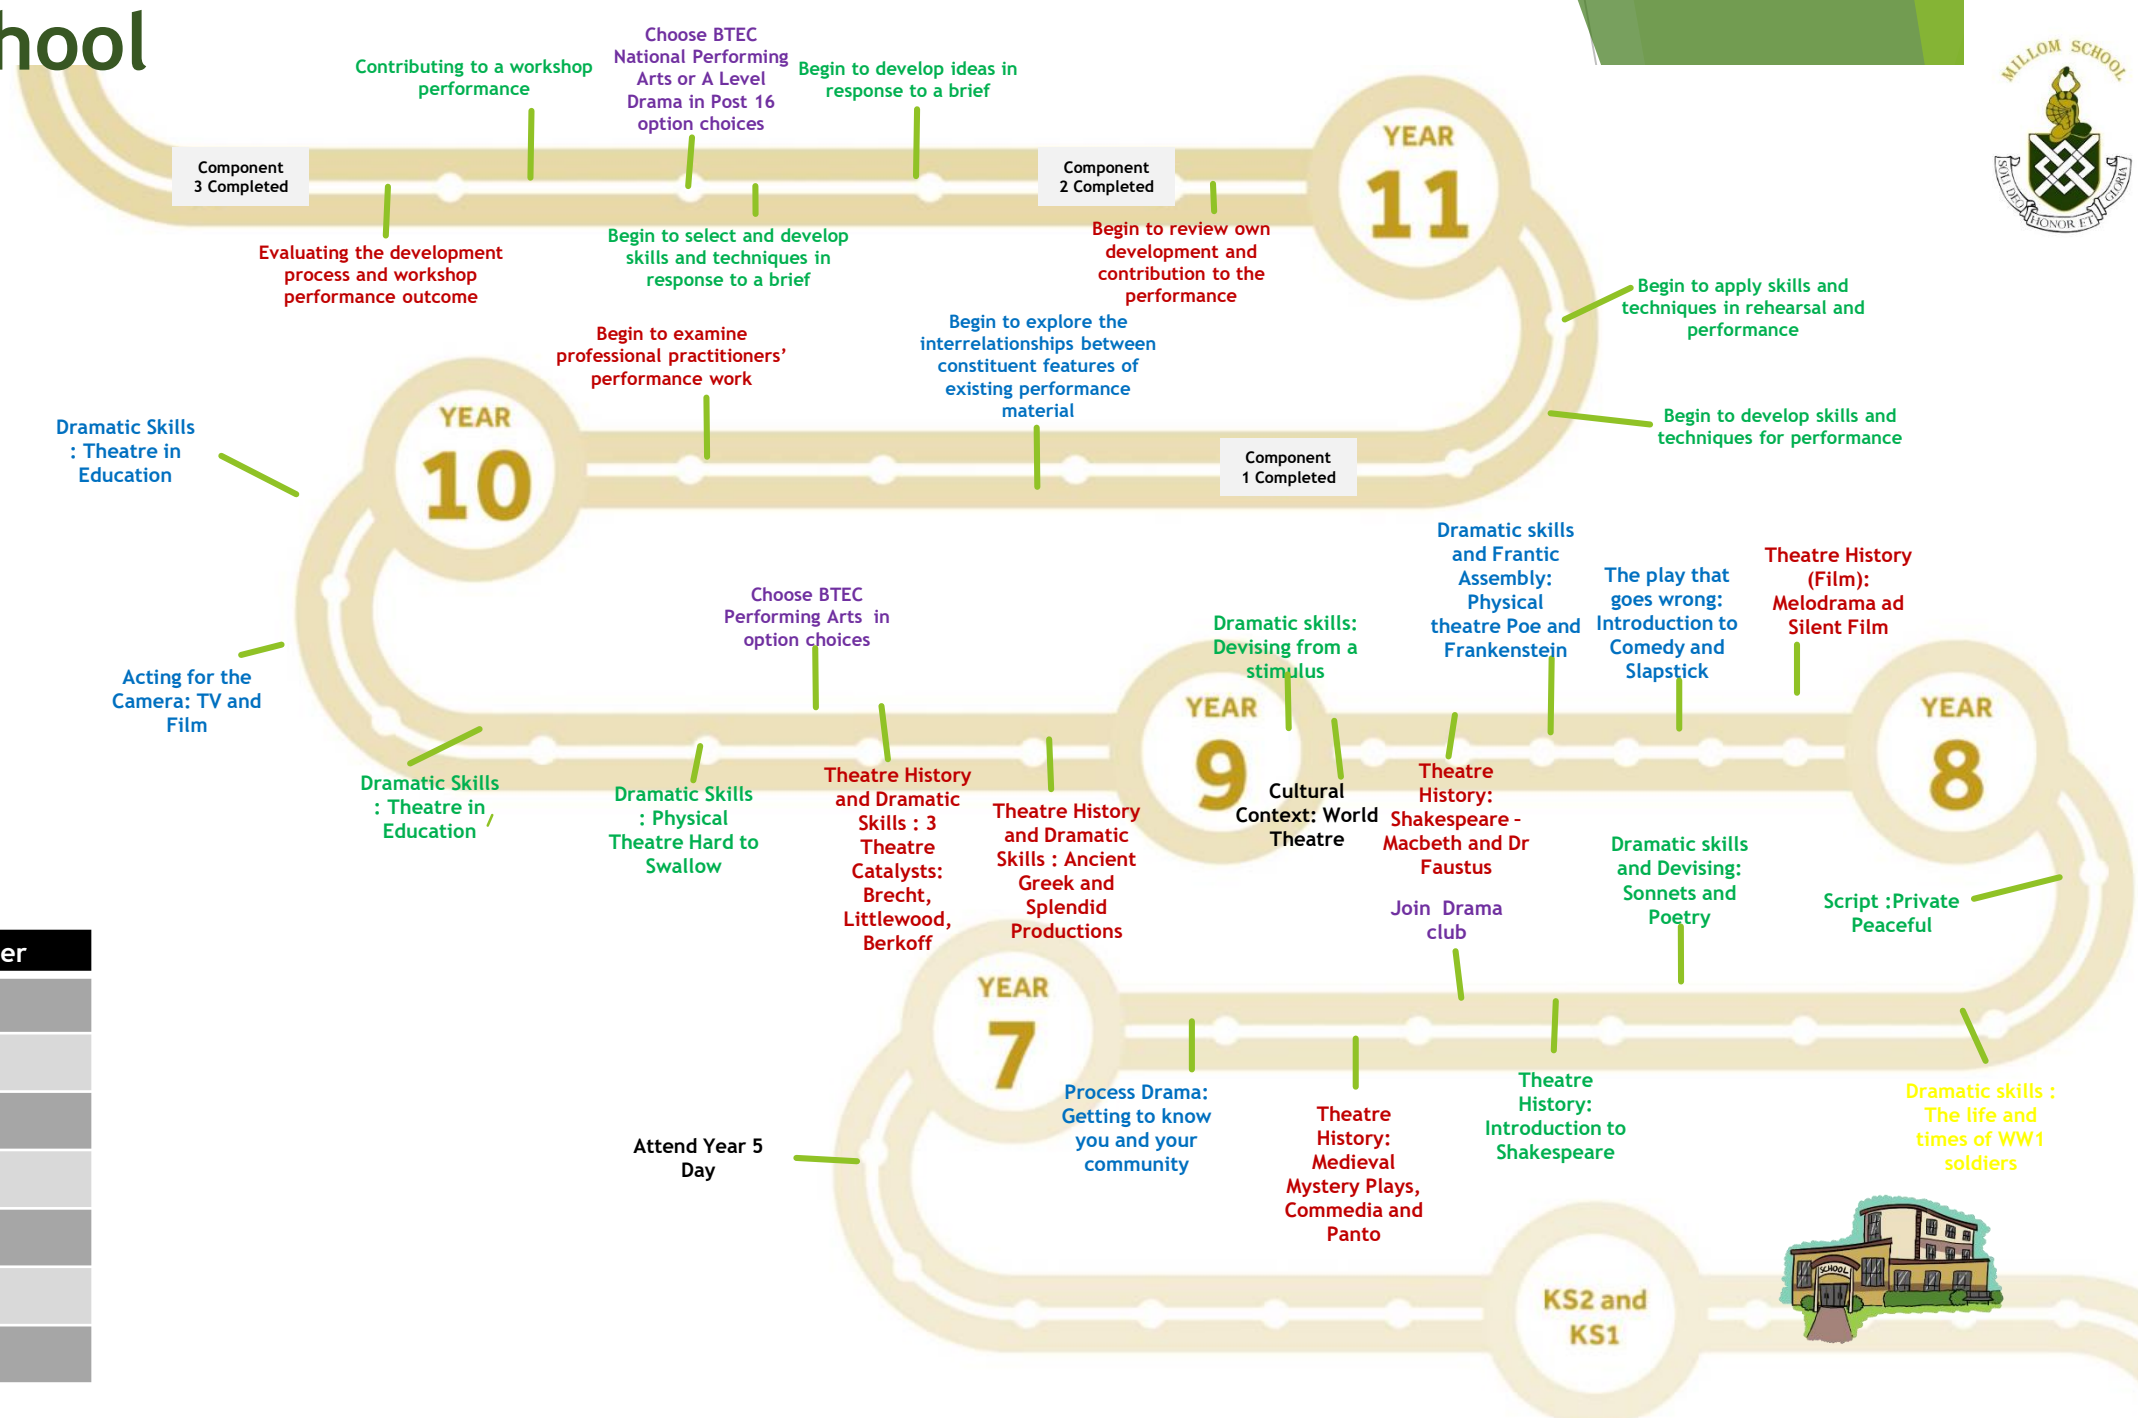 hool
MILLOM SCHOOL
SOLI DEO HONOR ET GLORIA
Contributing to a workshop
performance
Choose BTEC
National Performing
Arts or A Level
Drama in Post 16
option choices
Begin to develop ideas in
response to a brief
Component
3 Completed
Component
2 Completed
YEAR
11
Evaluating the development
process and workshop
performance outcome
Begin to select and develop
skills and techniques in
response to a brief
Begin to review own
development and
contribution to the
performance
Begin to apply skills and
techniques in rehearsal and
performance
Begin to examine
professional practitioners’
performance work
Begin to explore the
interrelationships between
constituent features of
existing performance
material
Begin to develop skills and
techniques for performance
YEAR
10
Component
1 Completed
Dramatic Skills
: Theatre in
Education
Acting for the
Camera: TV and
Film
Choose BTEC
Performing Arts in
option choices
Dramatic skills:
Devising from a
stimulus
Dramatic skills
and Frantic
Assembly:
Physical
theatre Poe and
Frankenstein
The play that
goes wrong:
Introduction to
Comedy and
Slapstick
Theatre History
(Film):
Melodrama ad
Silent Film
YEAR
9
YEAR
8
Dramatic Skills
: Theatre in
Education
Dramatic Skills
: Physical
Theatre Hard to
Swallow
Theatre History
and Dramatic
Skills : 3
Theatre
Catalysts:
Brecht,
Littlewood,
Berkoff
Theatre History
and Dramatic
Skills : Ancient
Greek and
Splendid
Productions
Cultural
Context: World
Theatre
Theatre
History:
Shakespeare –
Macbeth and Dr
Faustus
Join Drama
club
Dramatic skills
and Devising:
Sonnets and
Poetry
Script :Private
Peaceful
er
YEAR
7
Process Drama:
Getting to know
you and your
community
Theatre
History:
Medieval
Mystery Plays,
Commedia and
Panto
Theatre
History:
Introduction to
Shakespeare
Dramatic skills :
The life and
times of WW1
soldiers
Attend Year 5
Day
SCHOOL
KS2 and
KS1